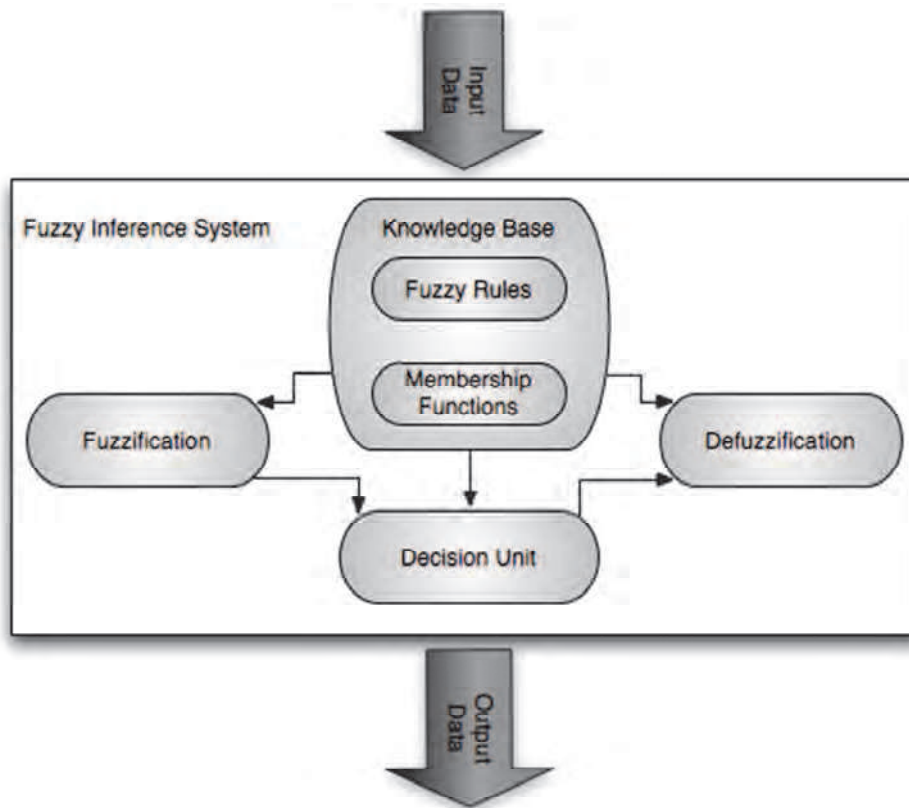 Input
Data
Fuzzy Inference System
Knowledge Base
Fuzzy Rules
Membership
Functions
Fuzzification
Defuzzification
Decision Unit
Output
Data